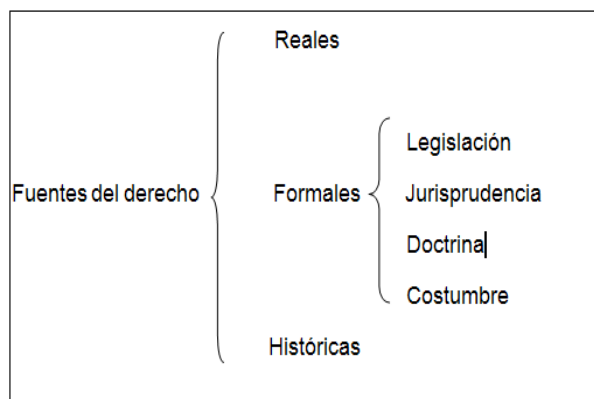 Reales
Legislación
Fuentes del derecho
Formales
Jurisprudencia
Doctrina
Costumbre
Históricas